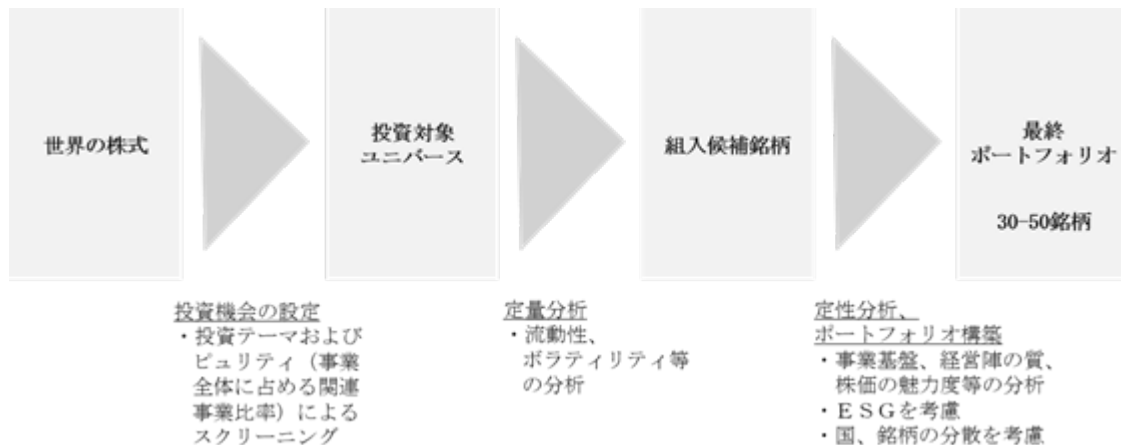 世界の株式
投資対象
ユニバース
組入候補銘柄
最終
ポートフォリオ
30-50銘柄
投資機会の設定
・投資テーマおよび
ピュリティ（事業
全体に占める関連
事業比率）による
スクリーニング
定量分析
・流動性、
ボラティリティ等
の分析
定性分析、
ポートフォリオ構築
・事業基盤、経営陣の質、
株価の魅力度等の分析
・ＥＳＧを考慮
・国、銘柄の分散を考慮